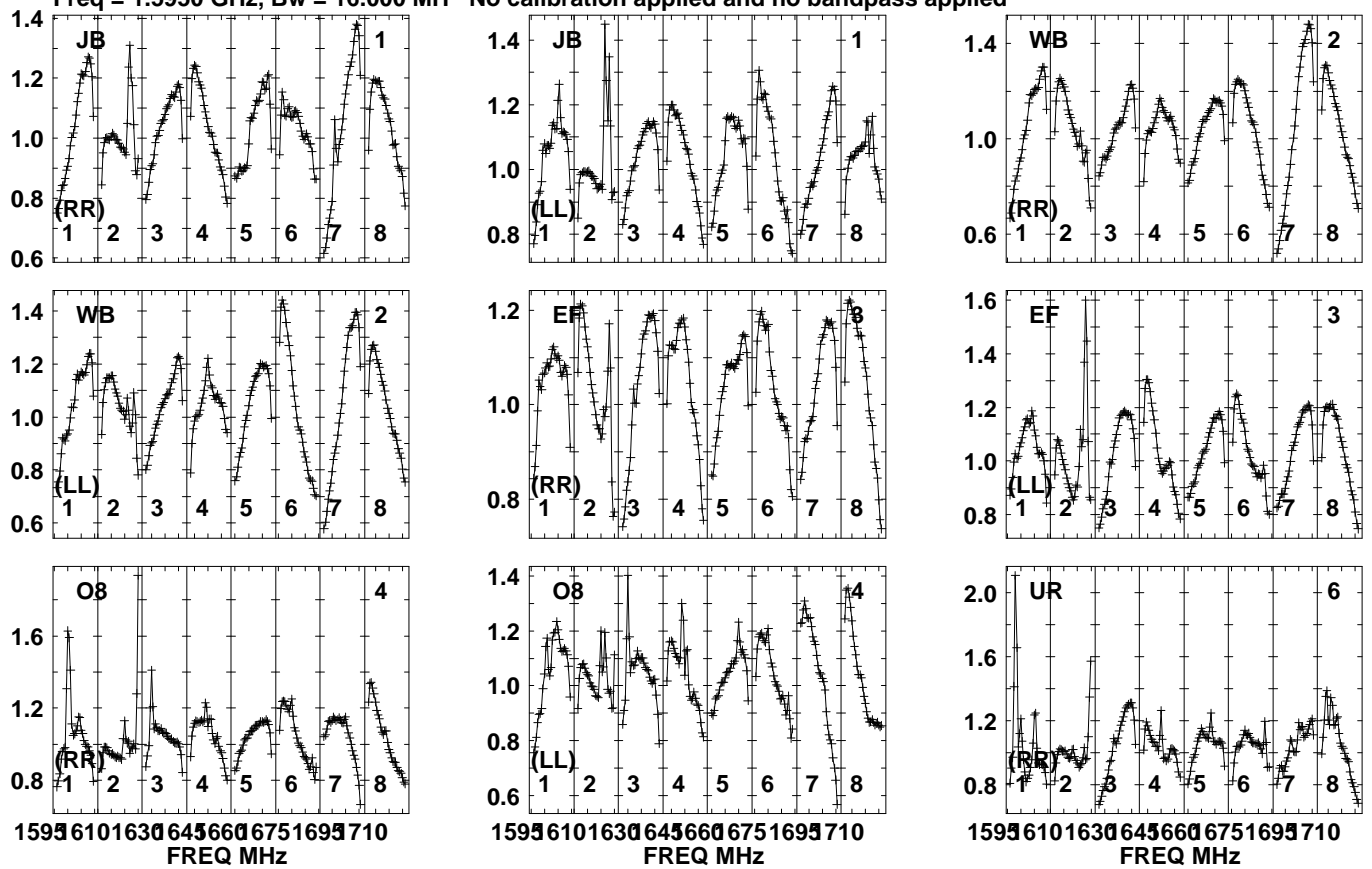 Freq = 1.5950 GHz, Bw = 16.000 MH No calibration applied and no bandpass applied
1.4 JB 1 1.4 JB 1 1.4 WB 2
1.2 1.2
1.0 1.0 1.0
0.8 0.8
0.6 0.6
(RR) (LL) (RR)
1 2 3 4 5 6 7 8 1 2 3 4 5 6 7 8 1 2 3 4 5 6 7 8
1.4 WB 2 1.2 EF 3 1.6 EF 3
1.2 1.4
1.0 1.0 1.2
0.8 0.8 1.0
0.6 0.8
(LL) (RR) (LL)
1 2 3 4 5 6 7 8 1 2 3 4 5 6 7 8 1 2 3 4 5 6 7 8
O8 4 1.4 O8 4 2.0 UR 6
1.6 1.2 1.6
1.2 1.0 1.2
0.8 0.8 0.8
0.6
(RR) (LL) (RR)
1 2 3 4 5 6 7 8 1 2 3 4 5 6 7 8 1 2 3 4 5 6 7 8
1595 1610 1630 1645 1660 1675 1695 1710 1595 1610 1630 1645 1660 1675 1695 1710 1595 1610 1630 1645 1660 1675 1695 1710
FREQ MHz FREQ MHz FREQ MHz